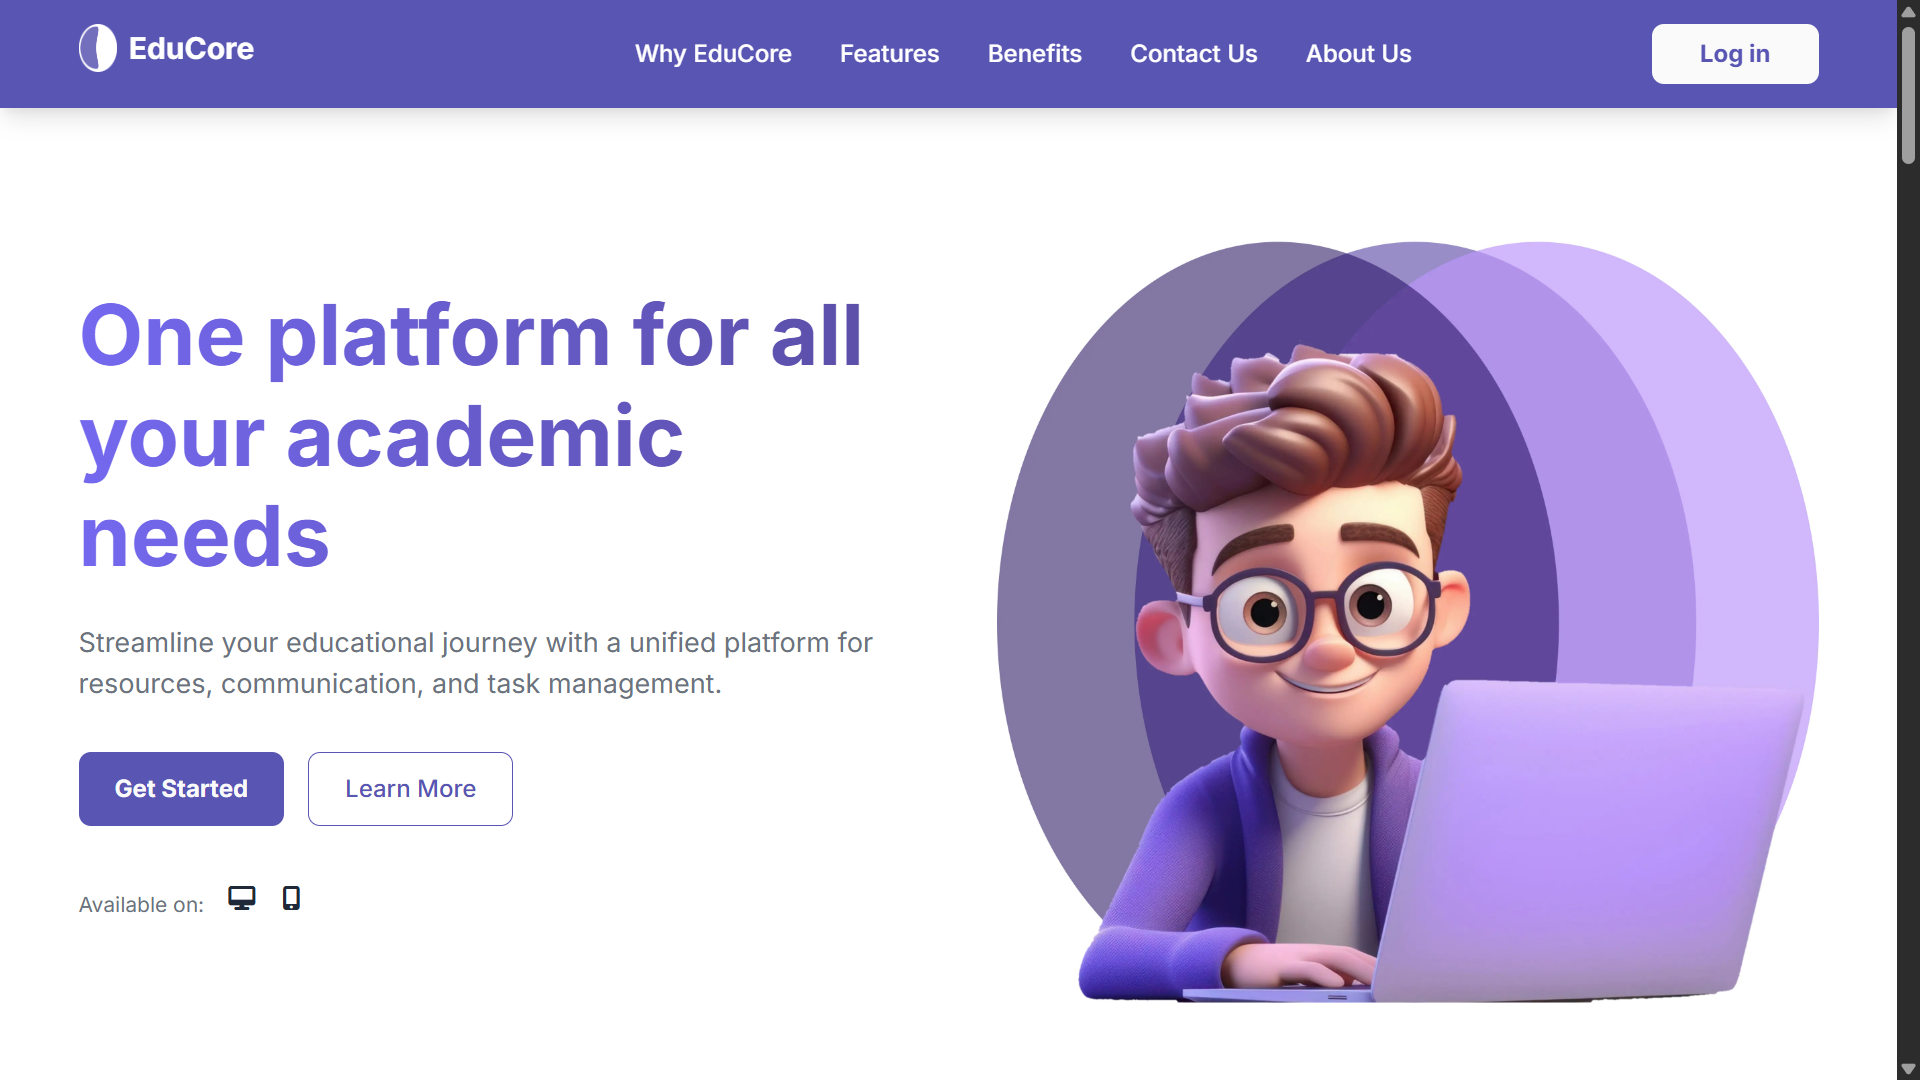 EduCore
Why EduCore
Features
Benefits
Contact Us
About Us
Log in
One platform for all
your academic
needs
Streamline your educational journey with a unified platform for
resources, communication, and task management.
Get Started
Learn More
Available on: